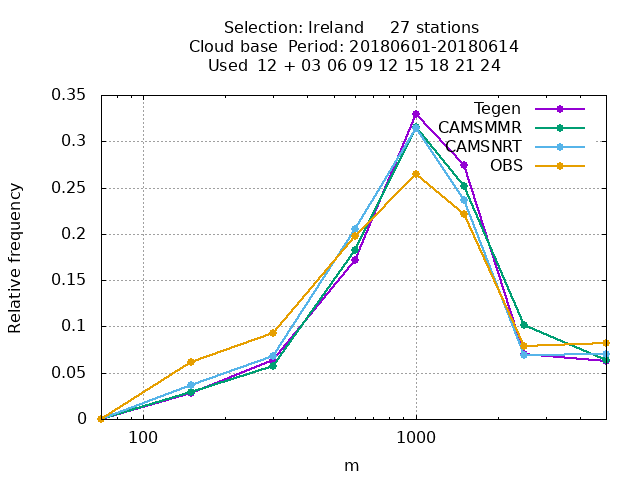 Selection: Ireland 27 stations
Cloud base Period: 20180601-20180614
Used 12 + 03 06 09 12 15 18 21 24
0.35
0.3
0.25
0.2
0.15
0.1
0.05
0
Relative frequency
Tegen
CAMSMMR
CAMSNRT
OBS
100
1000
m